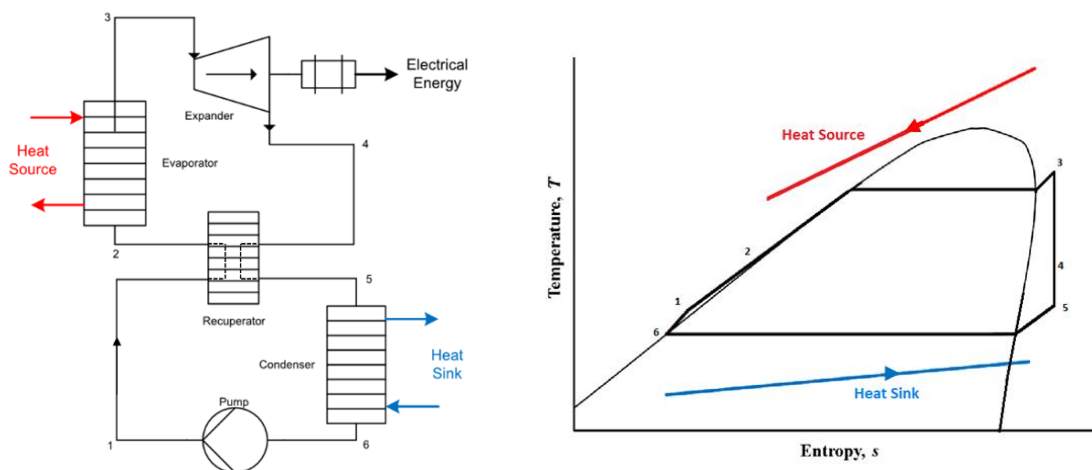 3
Electrical
Energy
Expander
Heat
Source
Evaporator
4
2
5
Recuperator
Condenser
Heat
Sink
Pump
1
6
Temperature, T
Heat Source
3
2
4
1
5
6
Heat Sink
Entropy, s